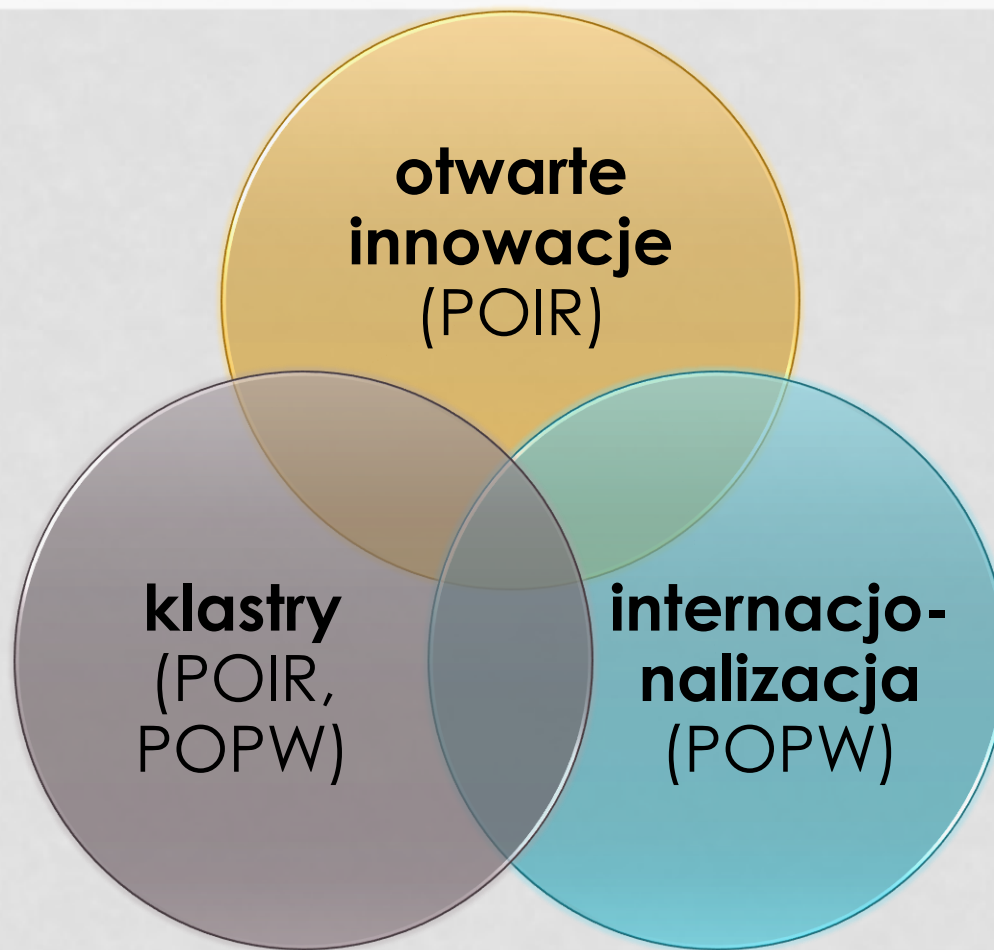 otwarte
innowacje
(POIR)
klastry
(POIR,
POPW)
internacjo-
nalizacja
(POPW)